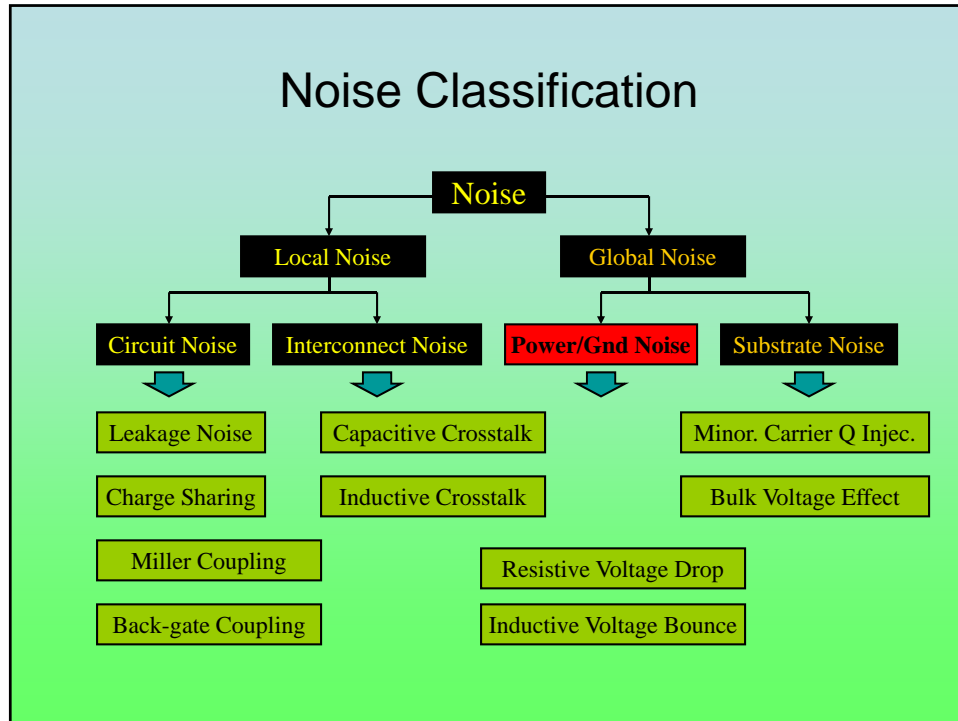 Noise Classification
Noise
Local Noise
Global Noise
Circuit Noise
Interconnect Noise
Power/Gnd Noise
Substrate Noise
Leakage Noise
Capacitive Crosstalk
Minor. Carrier Q Injec.
Charge Sharing
Inductive Crosstalk
Bulk Voltage Effect
Miller Coupling
Resistive Voltage Drop
Back-gate Coupling
Inductive Voltage Bounce